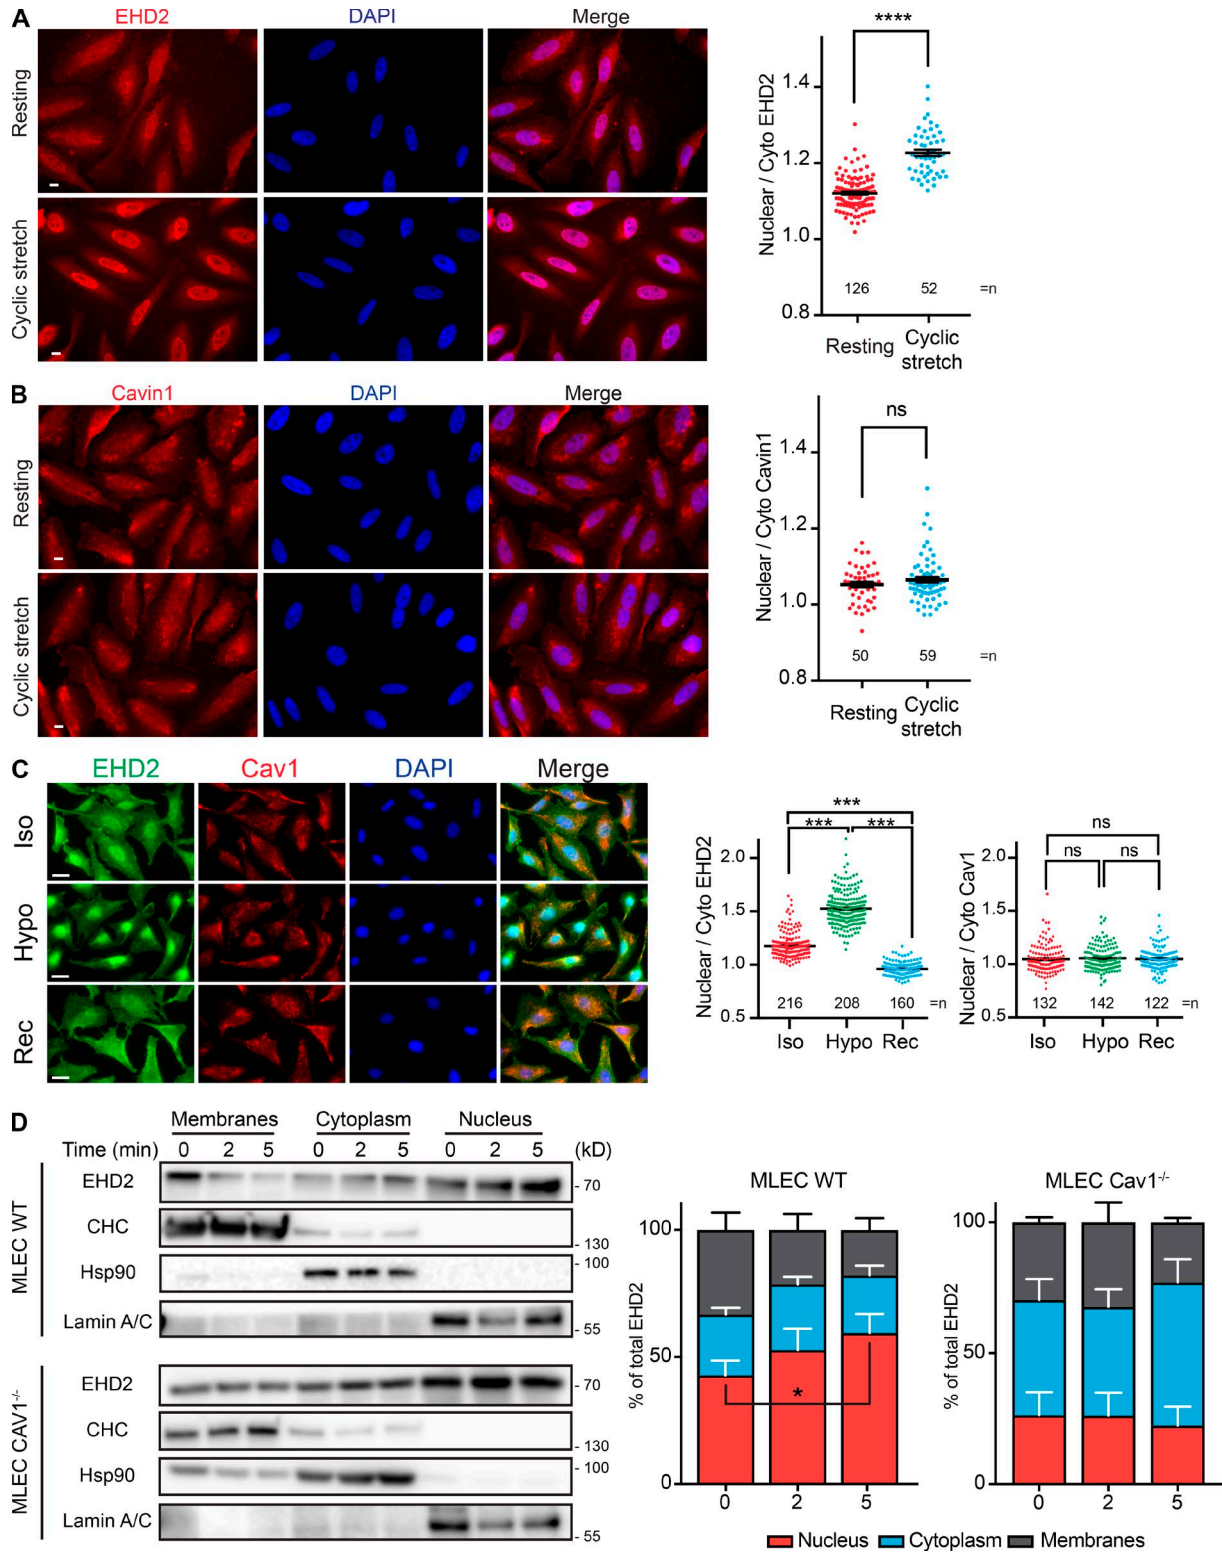 A
EHD2 DAPI Merge
Resting
Cyclic stretch
****
Nuclear / Cyto EHD2
1.4
1.2
1.0
0.8
126 52 =n
Resting Cyclic stretch
B
Cavin1 DAPI Merge
Resting
Cyclic stretch
ns
Nuclear / Cyto Cavin1
1.4
1.2
1.0
0.8
50 59 =n
Resting Cyclic stretch
C
EHD2 Cav1 DAPI Merge
Iso
Hypo
Rec
***
*** ***
Nuclear / Cyto EHD2
2.0
1.5
1.0
0.5
216 208 160 =n
Iso Hypo Rec
ns
ns ns
Nuclear / Cyto Cav1
2.0
1.5
1.0
0.5
132 142 122 =n
Iso Hypo Rec
D
Membranes Cytoplasm Nucleus
Time (min) 0 2 5 0 2 5 0 2 5 (kD)
MLEC WT
EHD2 - 70
CHC - 130
Hsp90 - 100
Lamin A/C - 55
MLEC CAV1-/-
EHD2 - 70
CHC - 130
Hsp90 - 100
Lamin A/C - 55
MLEC WT
% of total EHD2
100
50
0
*
0 2 5
MLEC Cav1-/-
% of total EHD2
100
50
0
0 2 5
Nucleus Cytoplasm Membranes